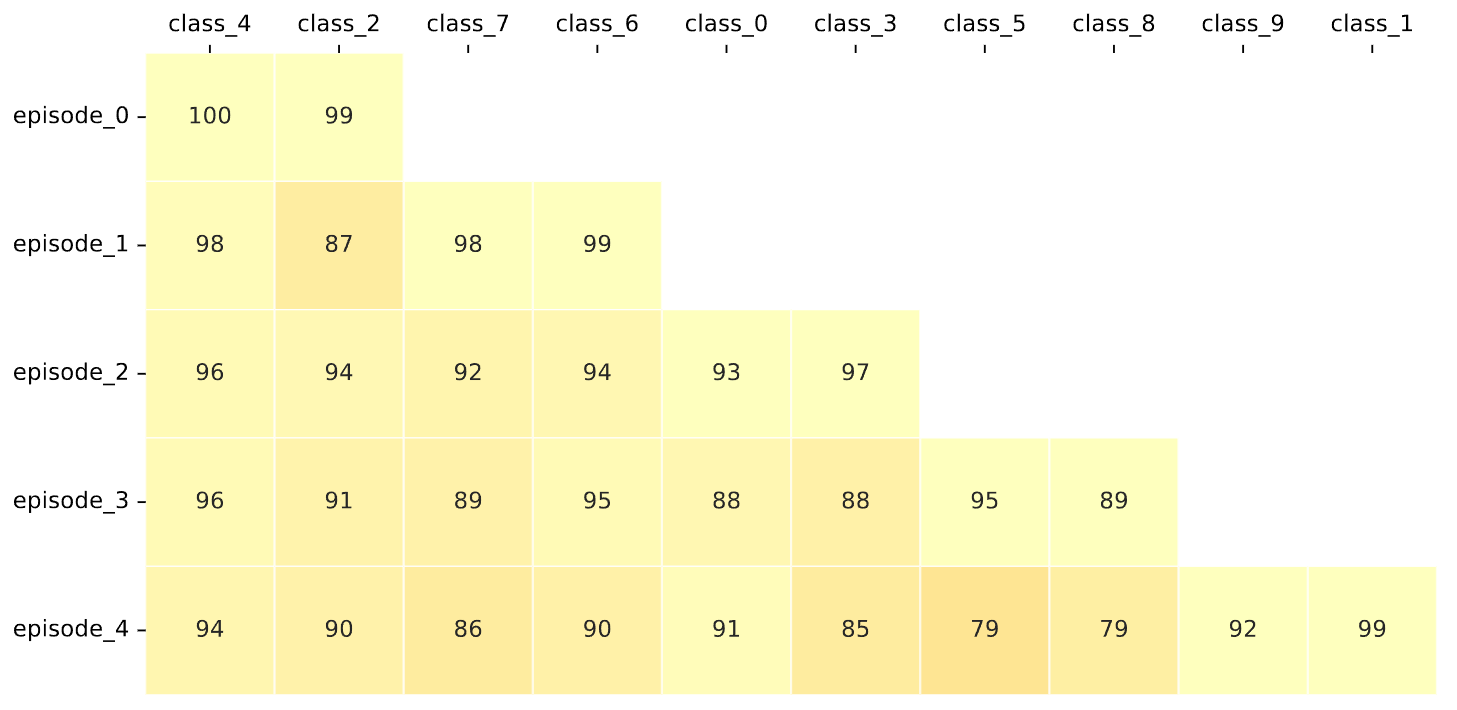 class_4 class_2 class_7 class_6 class_0 class_3 class_5 class_8 class_9 class_1
episode_0 100 99
episode_1 98 87 98 99
episode_2 96 94 92 94 93 97
episode_3 96 91 89 95 88 88 95 89
episode_4 94 90 86 90 91 85 79 79 92 99